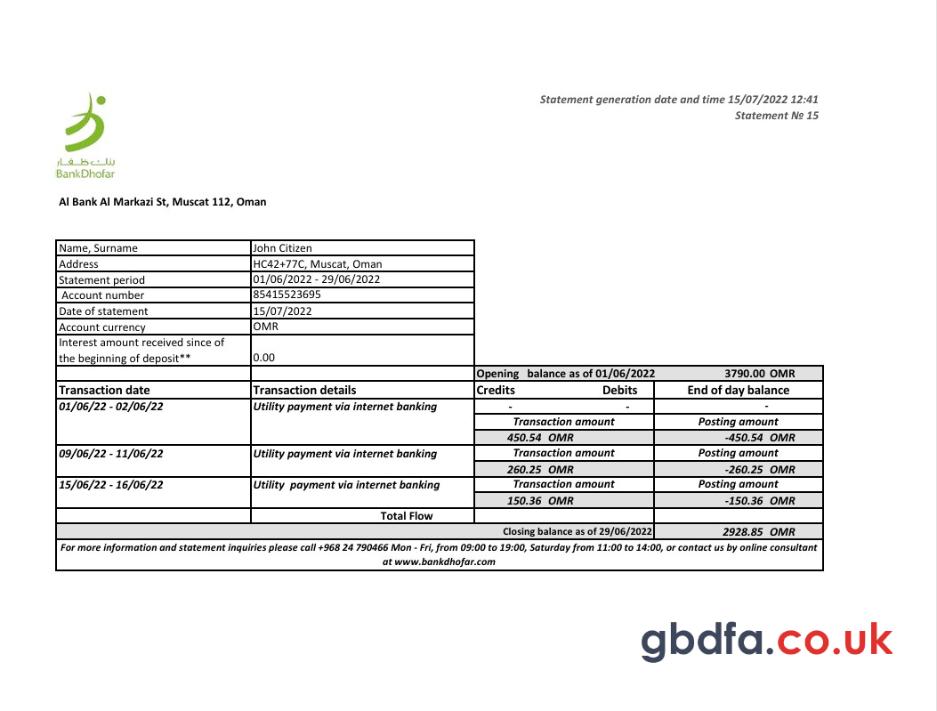 Statement generation date and time 15/07/2022 12:41
Statement № 15
بنك ظفار
BankDhofar
Al Bank Al Markazi St, Muscat 112, Oman
Name, Surname John Citizen
Address HC42+77C, Muscat, Oman
Statement period 01/06/2022 - 29/06/2022
Account number 85415523695
Date of statement 15/07/2022
Account currency OMR
Interest amount received since of
the beginning of deposit** 0.00
Opening balance as of 01/06/2022 3790.00 OMR
Transaction date Transaction details Credits Debits End of day balance
01/06/22 - 02/06/22 Utility payment via internet banking - - -
Transaction amount Posting amount
450.54 OMR -450.54 OMR
09/06/22 - 11/06/22 Utility payment via internet banking Transaction amount Posting amount
260.25 OMR -260.25 OMR
15/06/22 - 16/06/22 Utility payment via internet banking Transaction amount Posting amount
150.36 OMR -150.36 OMR
Total Flow
Closing balance as of 29/06/2022 2928.85 OMR
For more information and statement inquiries please call +968 24 790466 Mon - Fri, from 09:00 to 19:00, Saturday from 11:00 to 14:00, or contact us by online consultant
at www.bankdhofar.com
gbdfa.co.uk